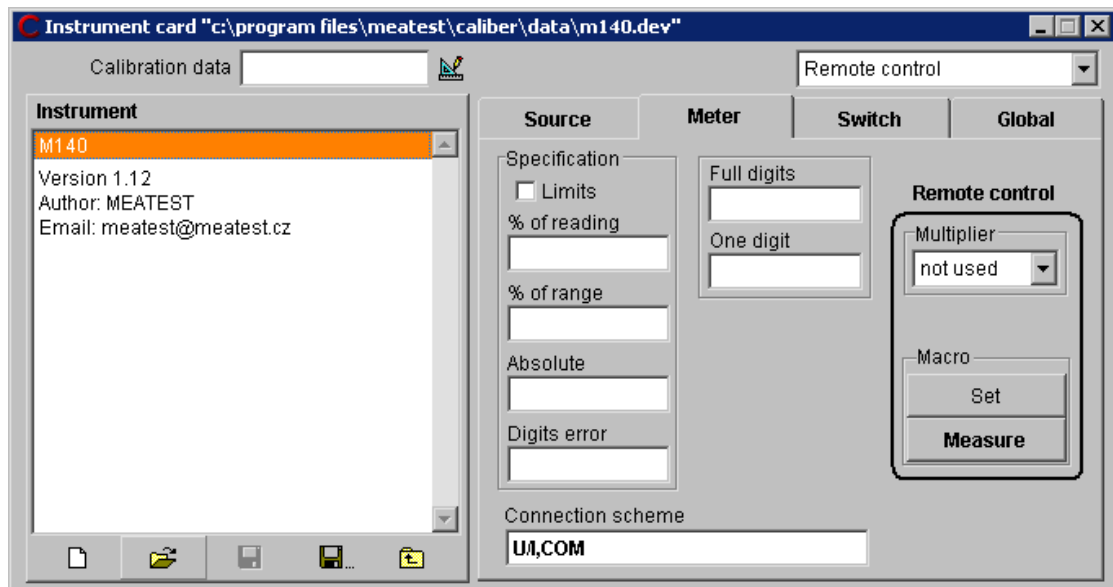 Instrument card "c:\program files\meatest\caliber\data\m140.dev"
Calibration data
Remote control
Instrument
M140
Version 1.12
Author: MEATEST
Email: meatest@meatest.cz
Source
Meter
Switch
Global
Specification
Limits
% of reading
% of range
Absolute
Digits error
Full digits
One digit
Remote control
Multiplier
not used
Macro
Set
Measure
Connection scheme
U/I,COM